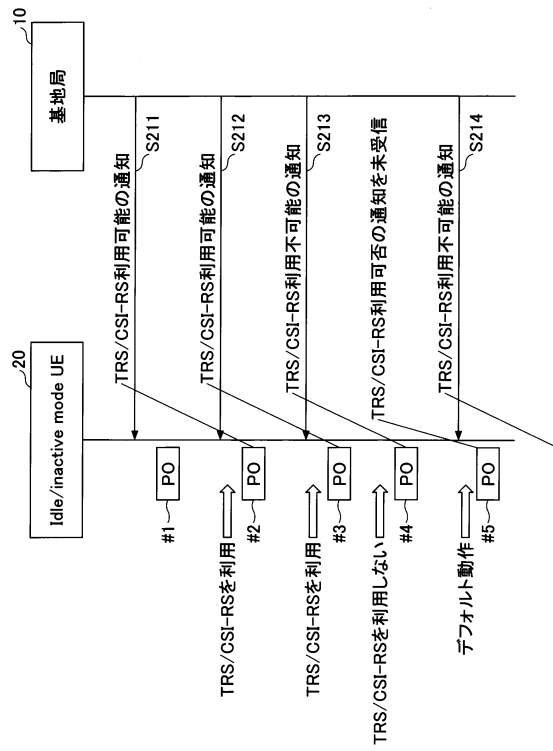 20
Idle/inactive mode UE
10
基地局
TRS/CSI-RS利用可能の通知
S211
#1
PO
TRS/CSI-RS利用可能の通知
S212
TRS/CSI-RSを利用
#2
PO
TRS/CSI-RS利用不可能の通知
S213
TRS/CSI-RSを利用
#3
PO
TRS/CSI-RS利用可否の通知を未受信
TRS/CSI-RSを利用しない
#4
PO
TRS/CSI-RS利用不可能の通知
S214
デフォルト動作
#5
PO